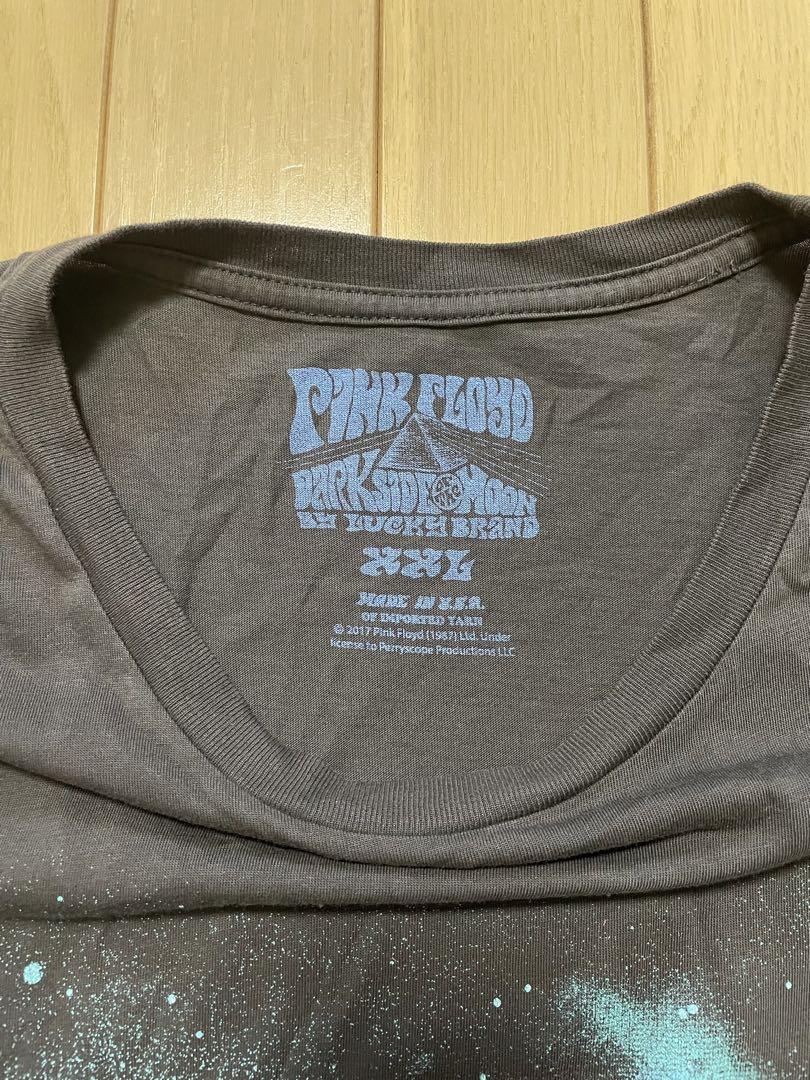 PINK FLOYD
DARK SIDE OF THE MOON
BY LUCKY BRAND
XXL
MADE IN U.S.A.
OF IMPORTED YARN
© 2017 Pink Floyd (1987) Ltd. Under
license to Perryscope Productions LLC